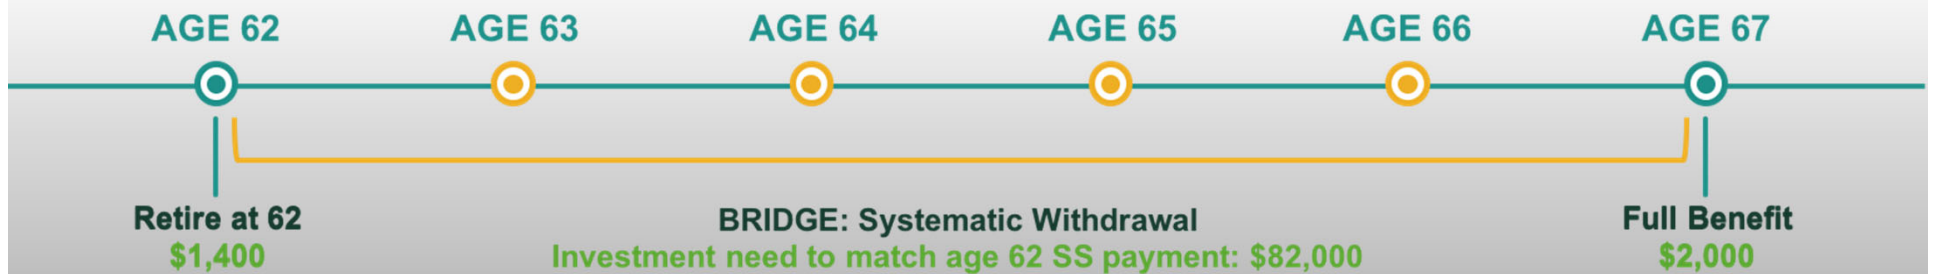 AGE 62 AGE 63 AGE 64 AGE 65 AGE 66 AGE 67
Retire at 62
$1,400
BRIDGE: Systematic Withdrawal
Investment need to match age 62 SS payment: $82,000
Full Benefit
$2,000